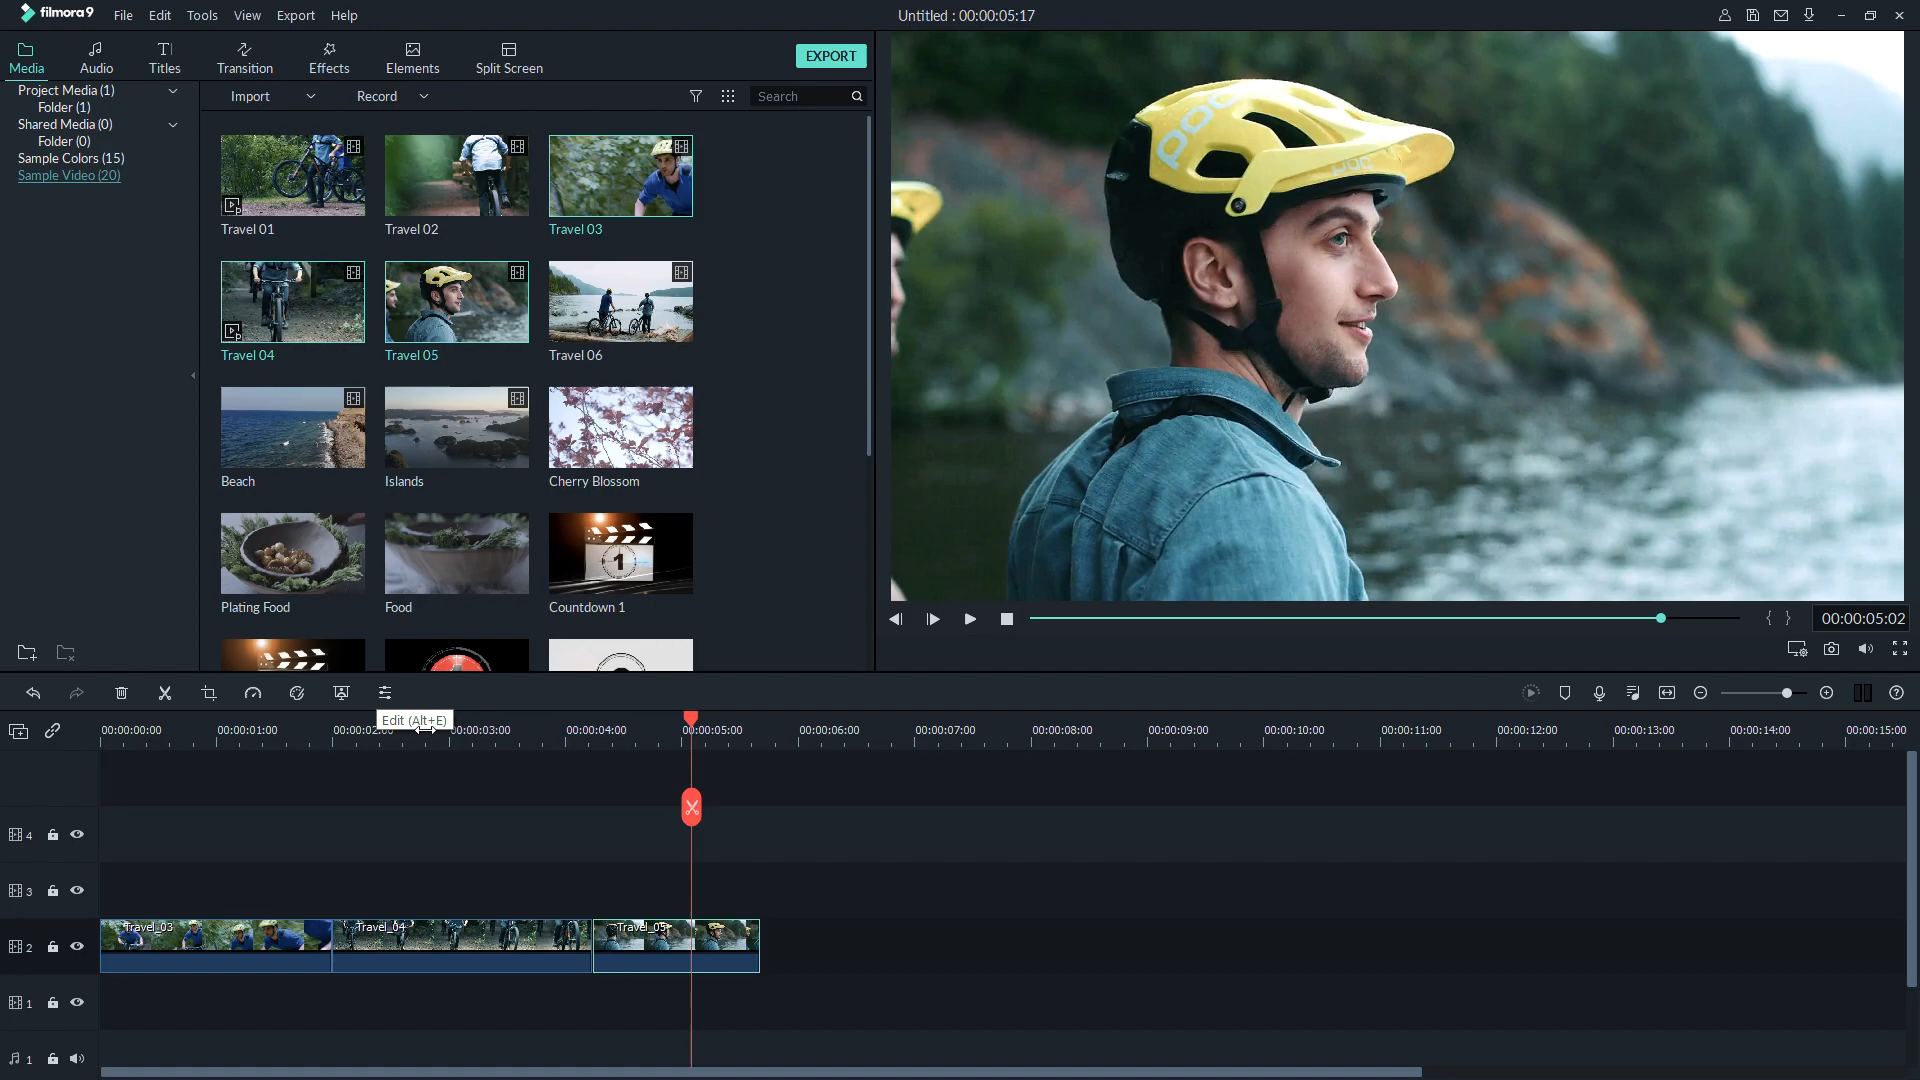 filmora9 File Edit Tools View Export Help Untitled : 00:00:05:17
Media Audio Titles Transition Effects Elements Split Screen EXPORT
Project Media (1)
Folder (1)
Shared Media (0)
Folder (0)
Sample Colors (15)
Sample Video (20)
Import Record Search
Travel 01 Travel 02 Travel 03
Travel 04 Travel 05 Travel 06
Beach Islands Cherry Blossom
1
Plating Food Food Countdown 1
POC
POC
00:00:05:02
Edit (Alt+E)
00:00:00:00 00:00:01:00 00:00:02:00 00:00:03:00 00:00:04:00 00:00:05:00 00:00:06:00 00:00:07:00 00:00:08:00 00:00:09:00 00:00:10:00 00:00:11:00 00:00:12:00 00:00:13:00 00:00:14:00 00:00:15:00
4
3
Travel_03 Travel_04 Travel_05
2
1
1